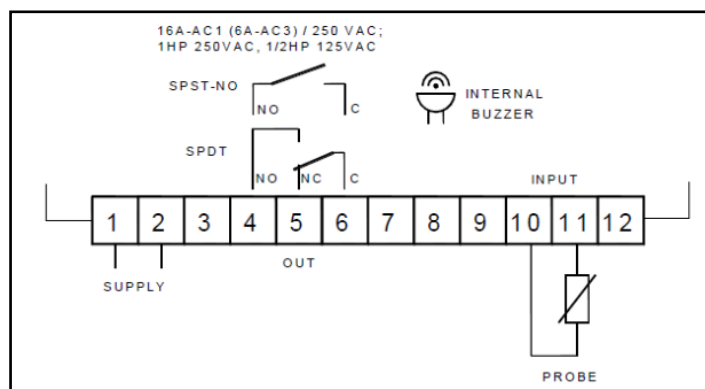 16A-AC1 (6A-AC3) / 250 VAC;
1HP 250VAC, 1/2HP 125VAC
SPST-NO
NO C
INTERNAL
BUZZER
SPDT
NO NC C
INPUT
1 2 3 4 5 6 7 8 9 10 11 12
OUT
SUPPLY
PROBE